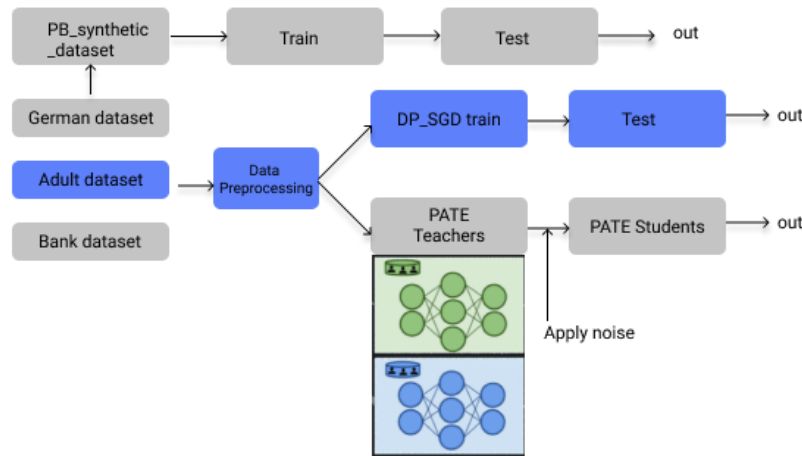 PB_synthetic
_dataset
Train
Test
out
German dataset
DP_SGD train
Test
out
Adult dataset
Data
Preprocessing
Bank dataset
PATE
Teachers
PATE Students
out
Apply noise